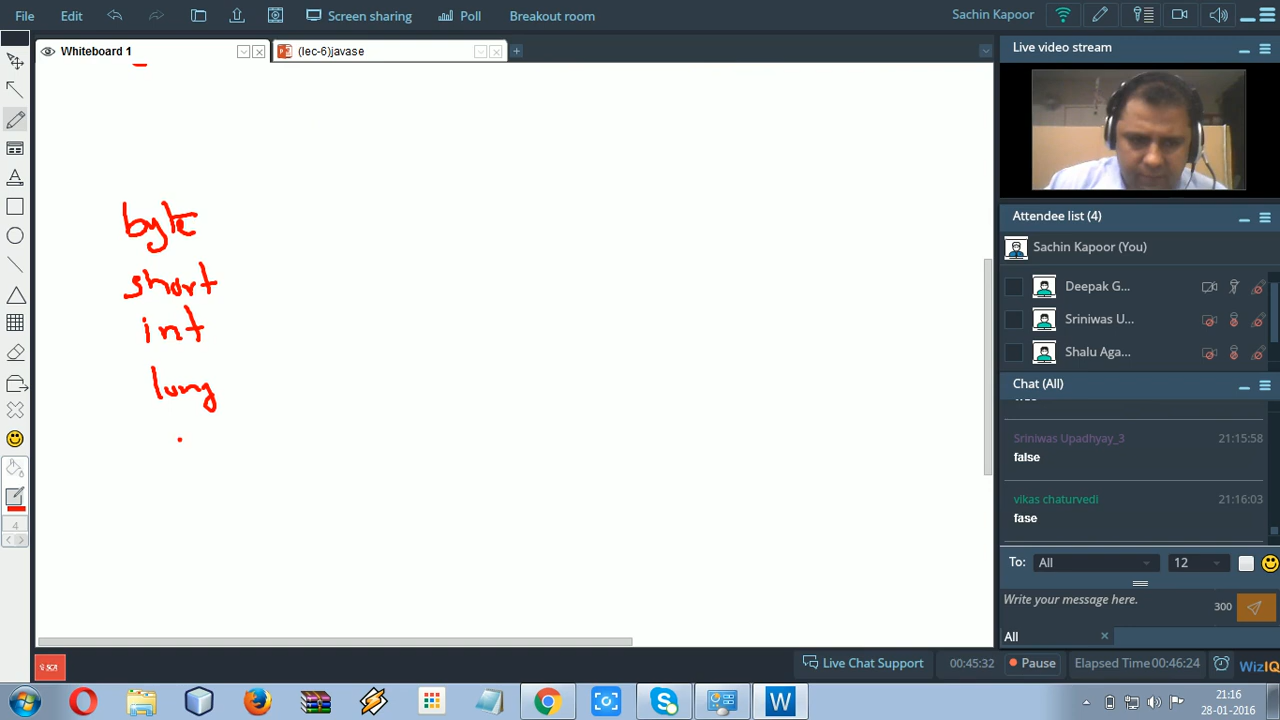 File Edit Screen sharing Poll Breakout room Sachin Kapoor
Whiteboard 1 (lec-6)javase
Live video stream
byte
short
int
long
Attendee list (4)
Sachin Kapoor (You)
Deepak G...
Sriniwas U...
Shalu Aga...
Chat (All)
Sriniwas Upadhyay_3 21:15:58
false
vikas chaturvedi 21:16:03
fase
To: All 12
Write your message here.
300
All
4
Live Chat Support 00:45:32 Pause Elapsed Time 00:46:24 WizIQ
SCR
21:16
28-01-2016